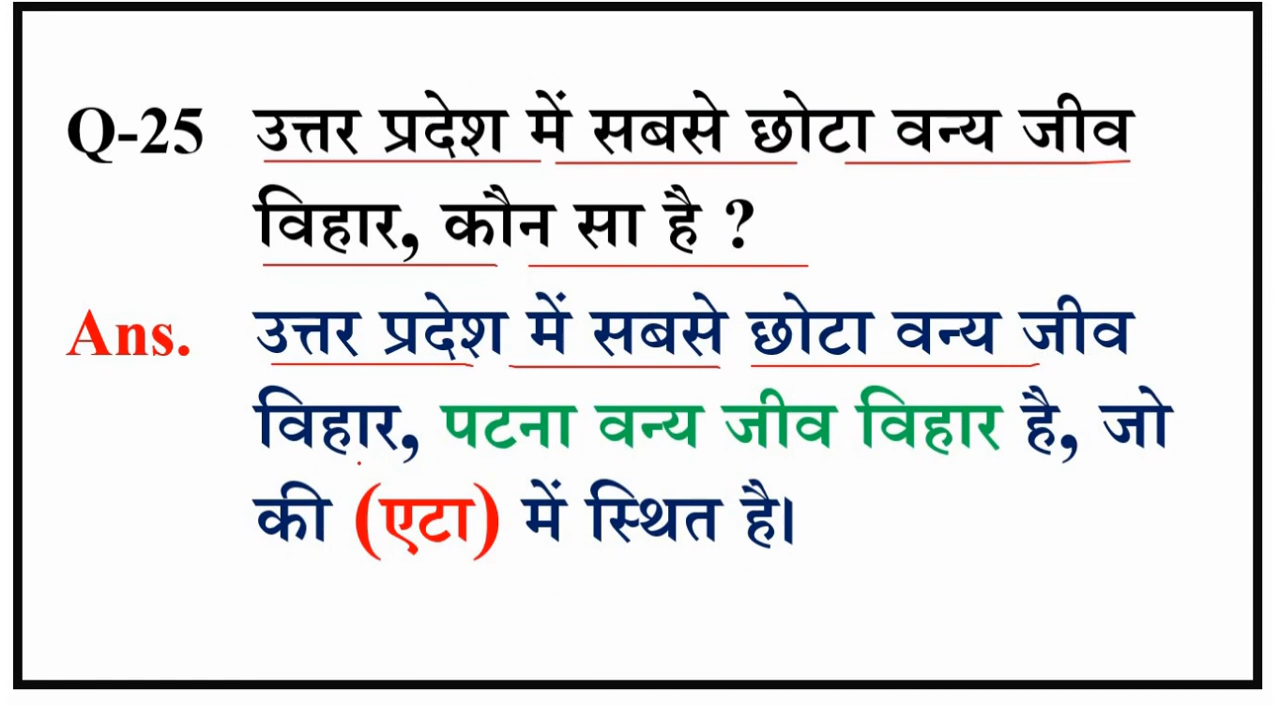 Q-25 उत्तर प्रदेश में सबसे छोटा वन्य जीव
विहार, कौन सा है ?
Ans. उत्तर प्रदेश में सबसे छोटा वन्य जीव
विहार, पटना वन्य जीव विहार है, जो
की (एटा) में स्थित है।